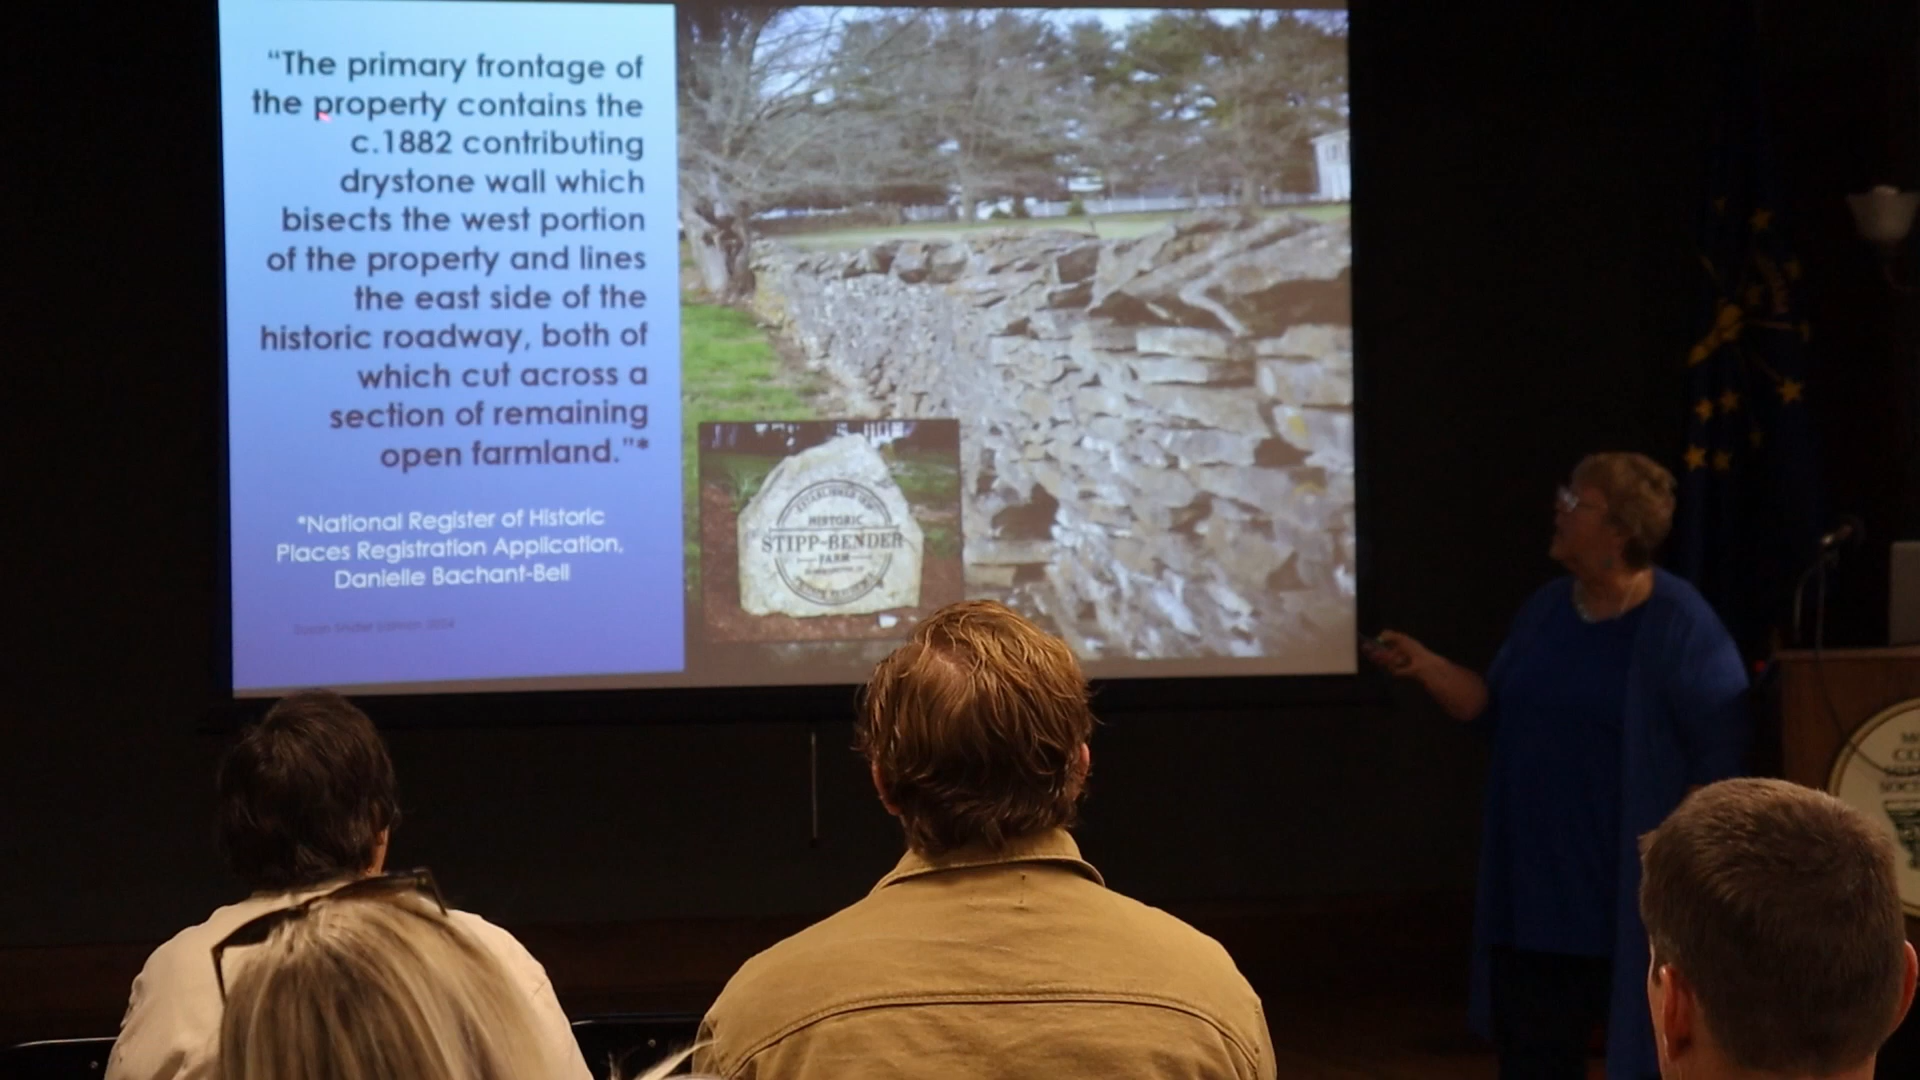 “The primary frontage of
the property contains the
c.1882 contributing
drystone wall which
bisects the west portion
of the property and lines
the east side of the
historic roadway, both of
which cut across a
section of remaining
open farmland."*
*National Register of Historic
Places Registration Application,
Danielle Bachant-Bell
HISTORIC
STIPP-BENDER
FARM